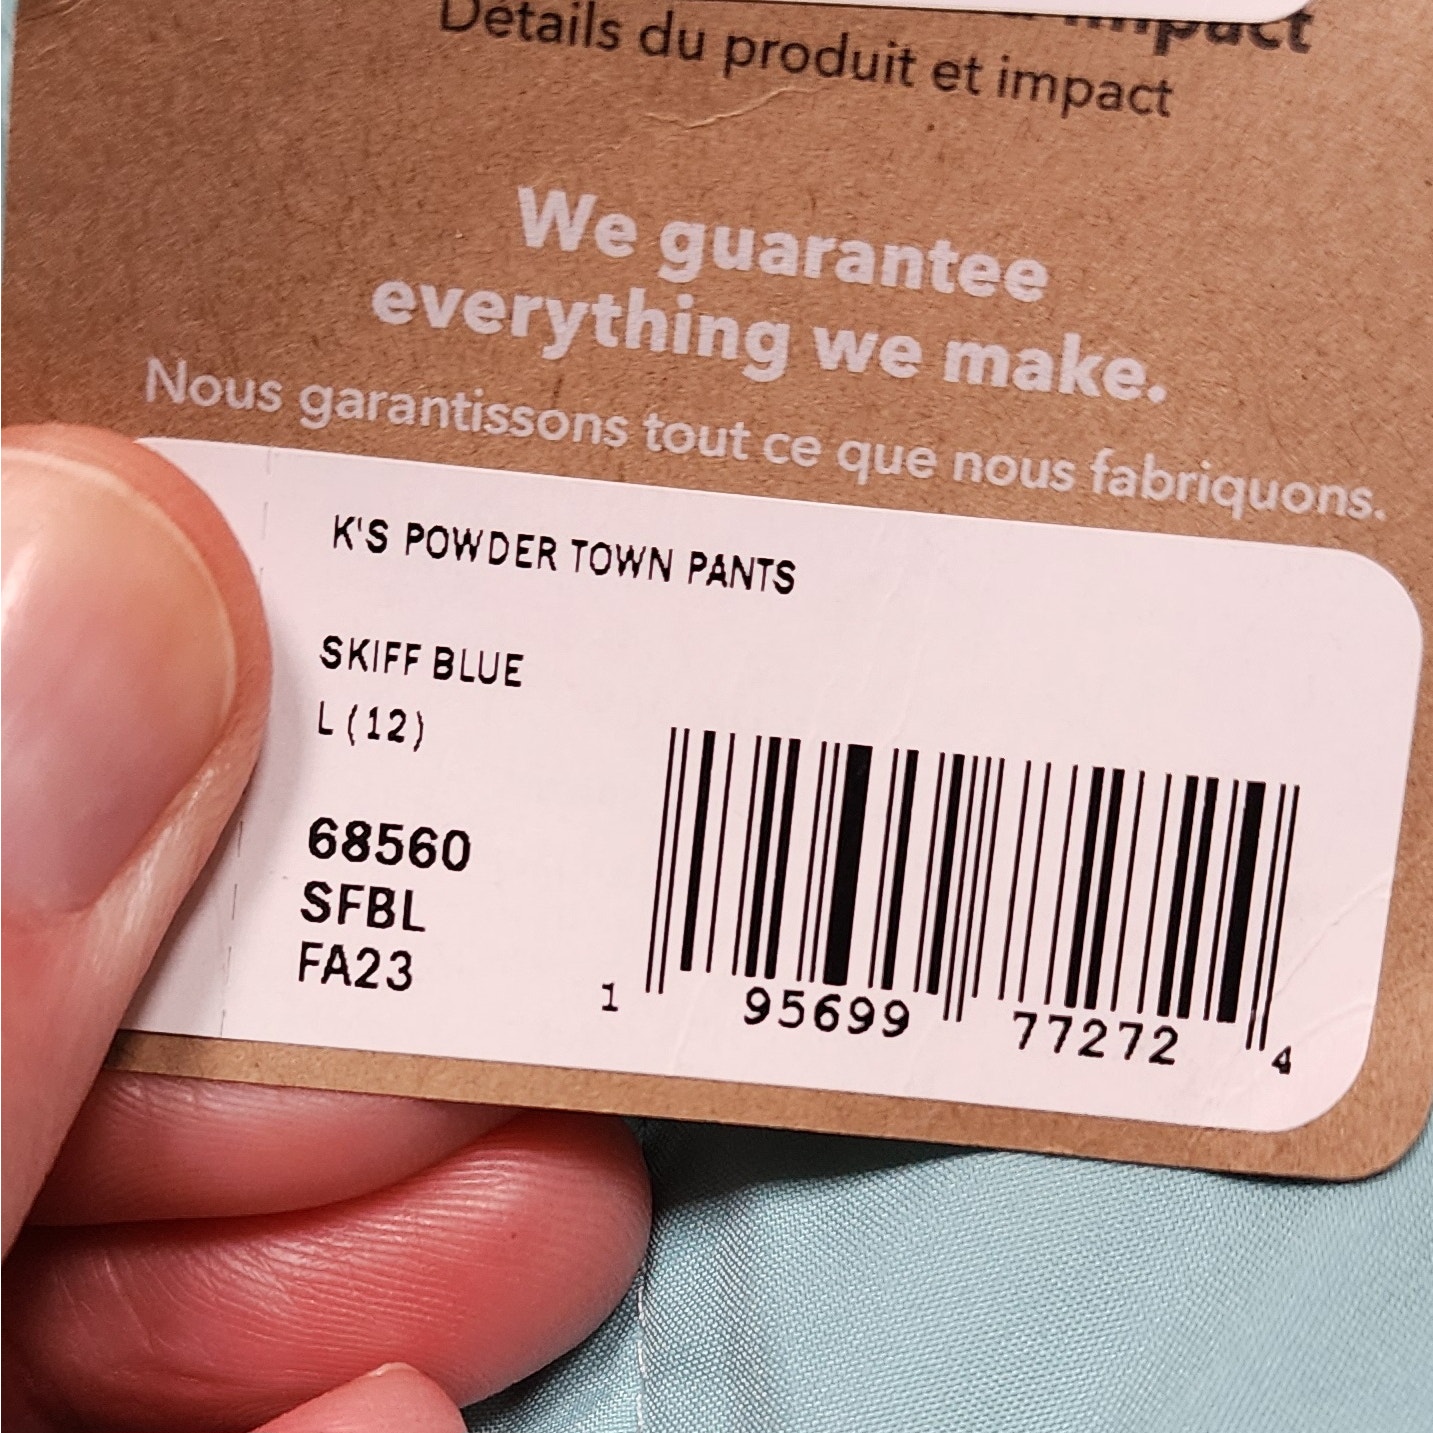 impact
Détails du produit et impact
We guarantee
everything we make.
Nous garantissons tout ce que nous fabriquons.
K'S POWDER TOWN PANTS
SKIFF BLUE
L (12)
68560
SFBL
FA23
1 95699 77272 4